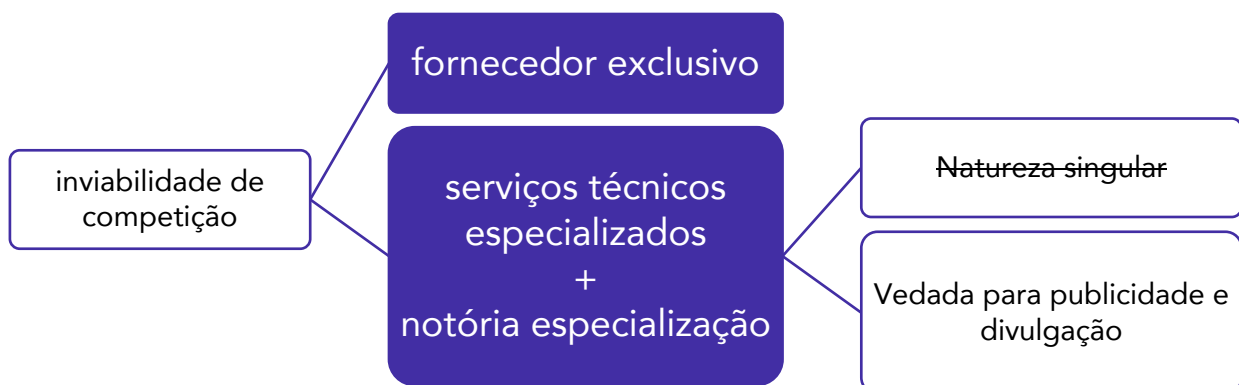 fornecedor exclusivo
inviabilidade de
competição
serviços técnicos
especializados
+
notória especialização
Natureza singular
Vedada para publicidade e
divulgação